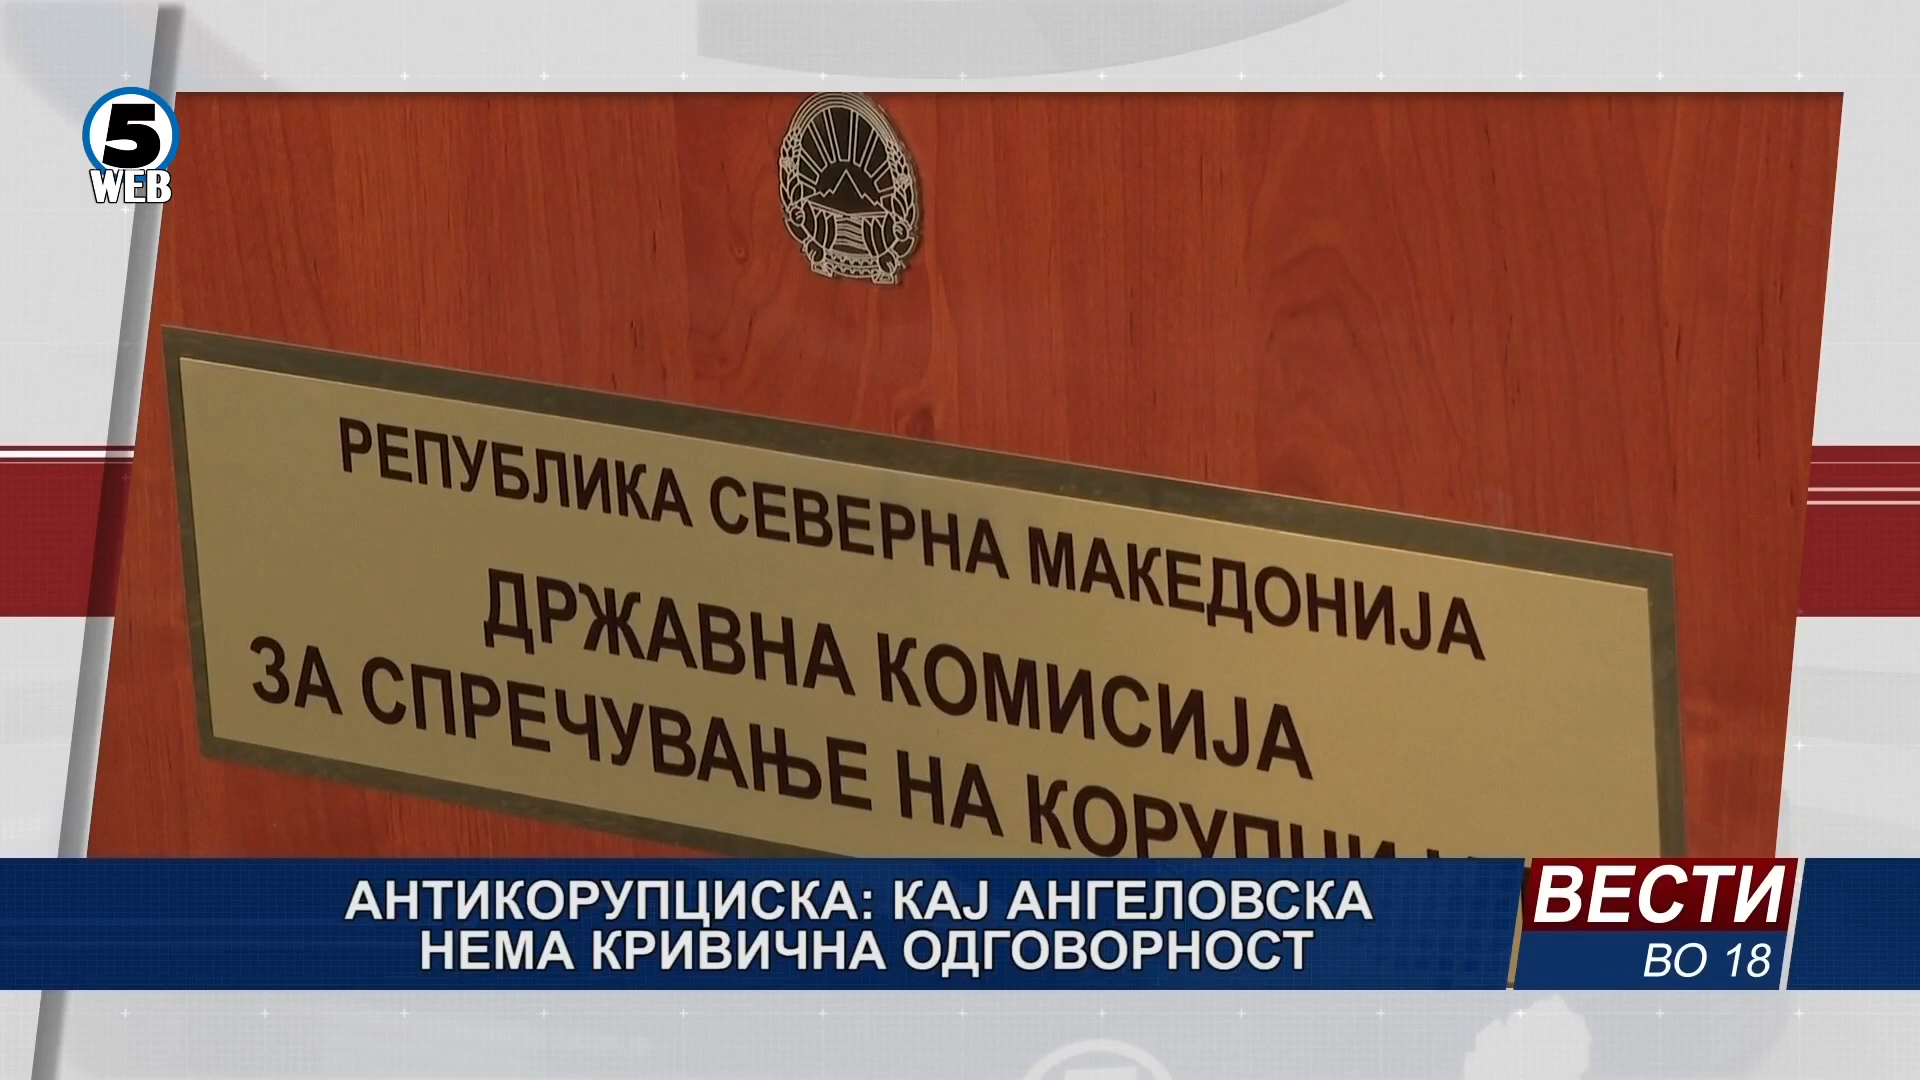 5
WEB
РЕПУБЛИКА СЕВЕРНА МАКЕДОНИЈА
ДРЖАВНА КОМИСИЈА
ЗА СПРЕЧУВАЊЕ НА
АНТИКОРУПЦИСКА: КАЈ АНГЕЛОВСКА
НЕМА КРИВИЧНА ОДГОВОРНОСТ
ВЕСТИ
ВО 18